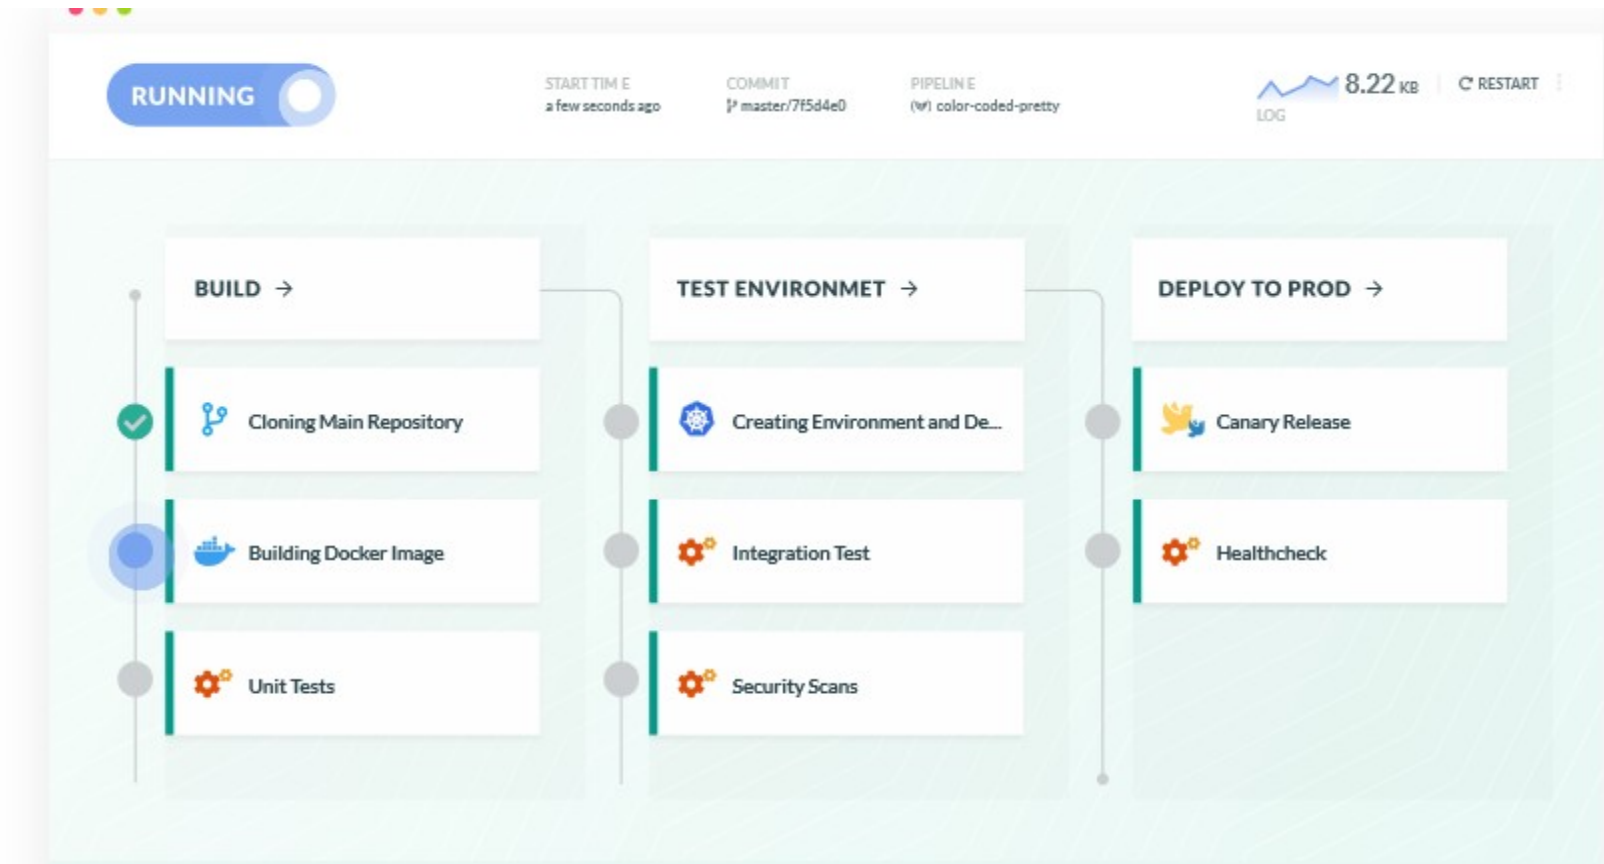 RUNNING
START TIME
a few seconds ago
COMMIT
master/7f5d4e0
PIPELINE
color-coded-pretty
8.22 KB
LOG
RESTART
BUILD →
Cloning Main Repository
Building Docker Image
Unit Tests
TEST ENVIRONMET →
Creating Environment and De...
Integration Test
Security Scans
DEPLOY TO PROD →
Canary Release
Healthcheck